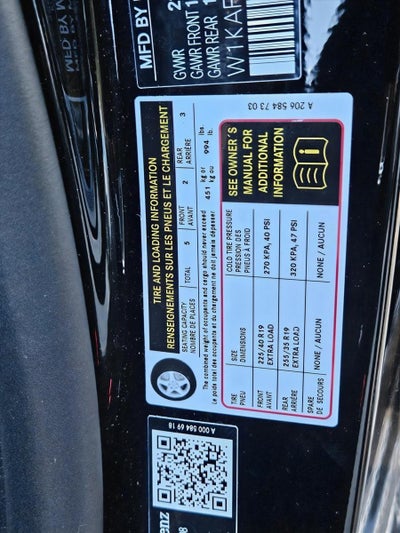 MFD BY
GVWR
GAWR FRONT
GAWR REAR
W1KAF
TIRE AND LOADING INFORMATION
RENSEIGNEMENTS SUR LES PNEUS ET LE CHARGEMENT
SEATING CAPACITY TOTAL 5 FRONT 2 REAR 3
NOMBRE DE PLACES AVANT ARRIÈRE
The combined weight of occupants and cargo should never exceed 451 kg or 994 lbs.
Le poids total des occupants et du chargement ne doit jamais dépasser kg ou lb.
TIRE SIZE COLD TIRE PRESSURE
PNEU DIMENSIONS PRESSION DES
PNEUS À FROID
FRONT 225/40 R19 270 KPA, 40 PSI
AVANT EXTRA LOAD
REAR 255/35 R19 320 KPA, 47 PSI
ARRIÈRE EXTRA LOAD
SPARE NONE / AUCUN NONE / AUCUN
DE SECOURS
SEE OWNER'S
MANUAL FOR
ADDITIONAL
INFORMATION
A 206 584 73 03
A 000 584 69 18
enz